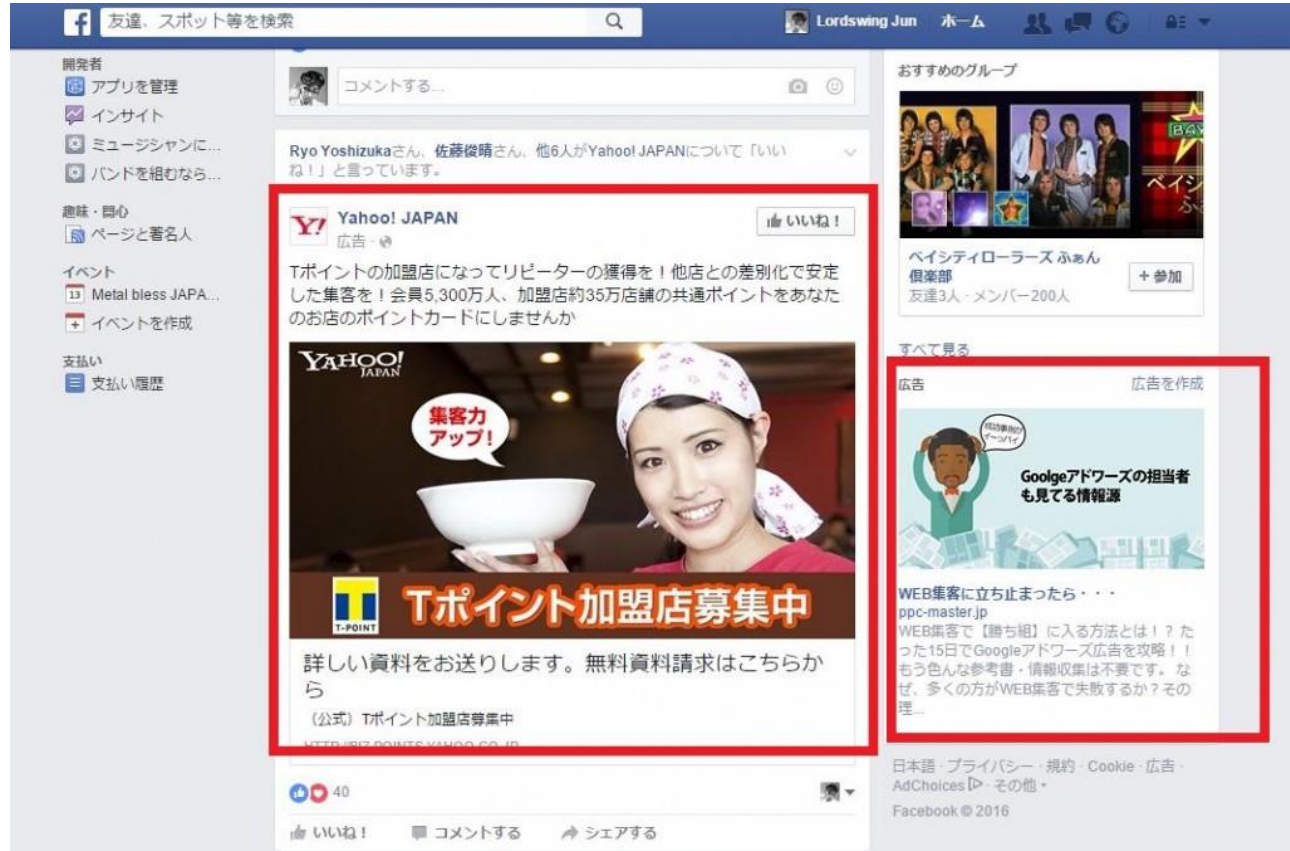 友達、スポット等を検索
Lordswing Jun
ホーム
開発者
アプリを管理
インサイト
ミュージシャンに...
バンドを組むなら...
趣味・関心
ページと著名人
イベント
13 Metal bless JAPA...
イベントを作成
支払い
支払い履歴
コメントする...
Ryo Yoshizukaさん、佐藤俊晴さん、他6人がYahoo! JAPANについて「いい
ね!」と言っています。
Yahoo! JAPAN
いいね!
広告
Tポイントの加盟店になってリピーターの獲得を!他店との差別化で安定
した集客を!会員5,300万人、加盟店約35万店舗の共通ポイントをあなた
のお店のポイントカードにしませんか
YAHOO!
JAPAN
集客力
アップ!
T-POINT
Tポイント加盟店募集中
詳しい資料をお送りします。無料資料請求はこちらか
ら
(公式)Tポイント加盟店募集中
HTTP://BIZ.POINTS.YAHOO.CO.JP
40
いいね!
コメントする
シェアする
おすすめのグループ
BAY
ベイシ
ふ
ベイシティローラーズ ふぁん
倶楽部
+ 参加
友達3人・メンバー200人
すべて見る
広告
広告を作成
成功事例が
イーっパイ
Goolgeアドワーズの担当者
も見てる情報源
WEB集客に立ち止まったら・・・
ppc-master.jp
WEB集客で【勝ち組】に入る方法とは!?た
った15日でGoogleアドワーズ広告を攻略!!
もう色んな参考書・情報収集は不要です。 な
ぜ、多くの方がWEB集客で失敗するか?その
理...
日本語・プライバシー・規約・Cookie・広告・
AdChoices・その他
Facebook © 2016